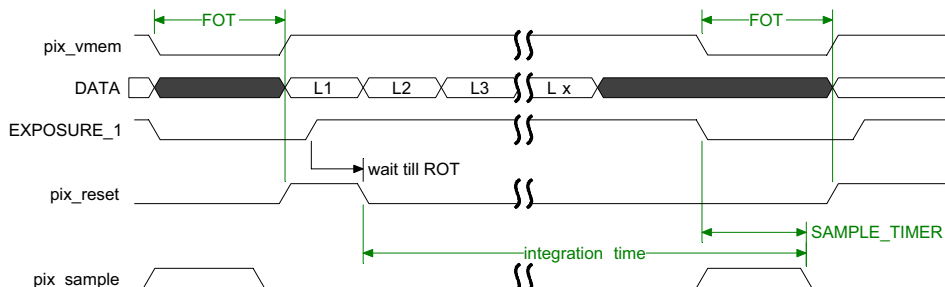 FOT
FOT
pix_vmem
DATA
L1
L2
L3
L x
EXPOSURE_1
wait till ROT
pix_reset
SAMPLE_TIMER
integration time
pix_sample